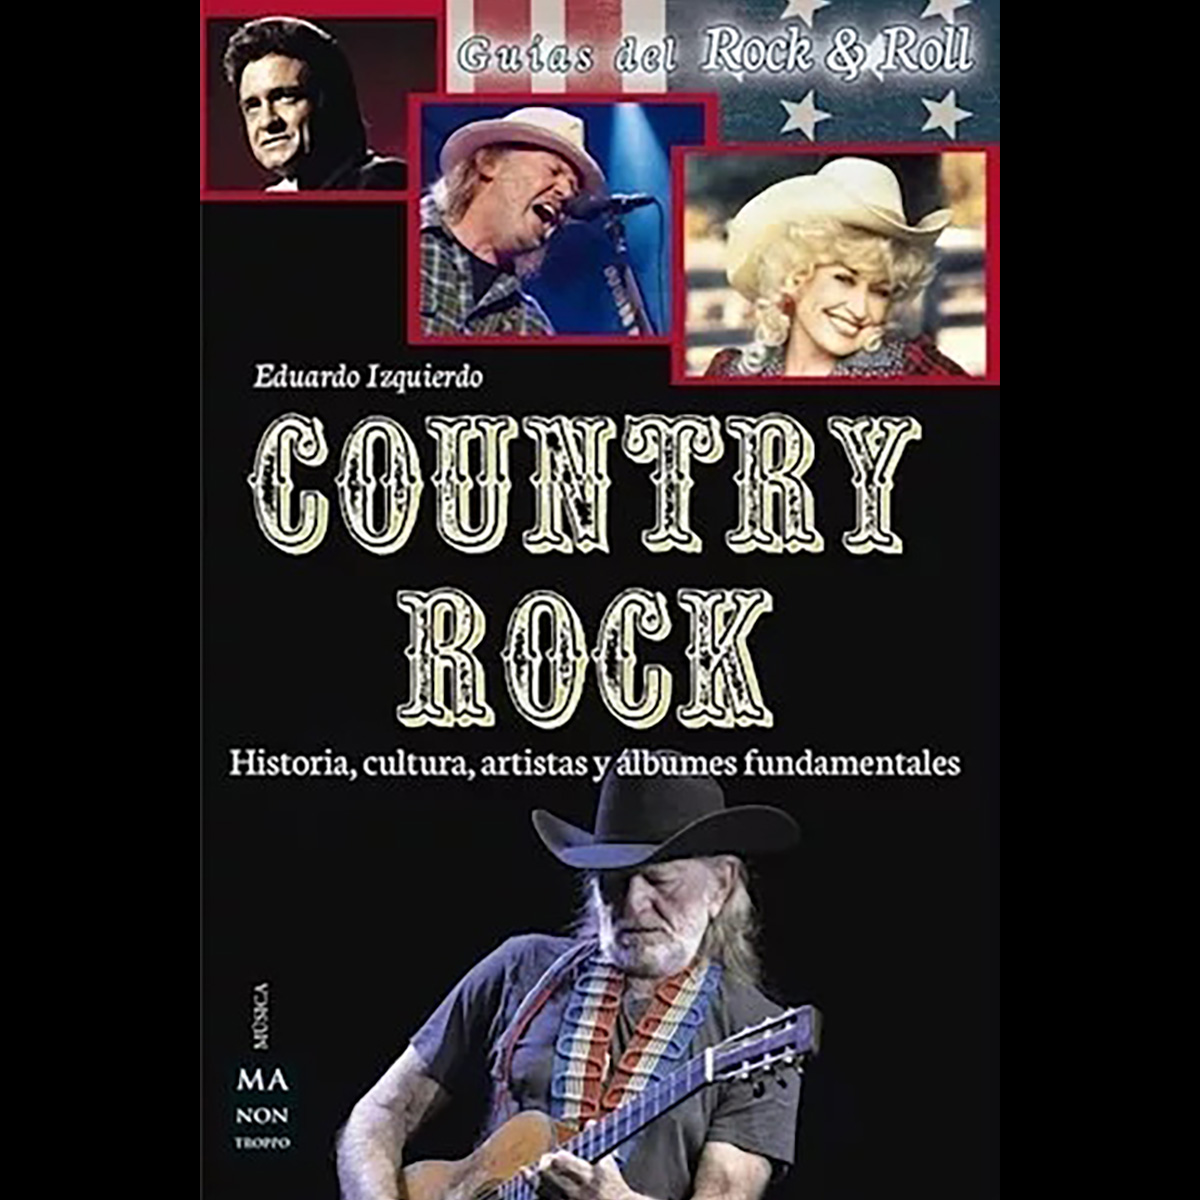 Guías del Rock & Roll
Eduardo Izquierdo
COUNTRY
ROCK
Historia, cultura, artistas y álbumes fundamentales
MÚSICA
MA
NON
TROPPO